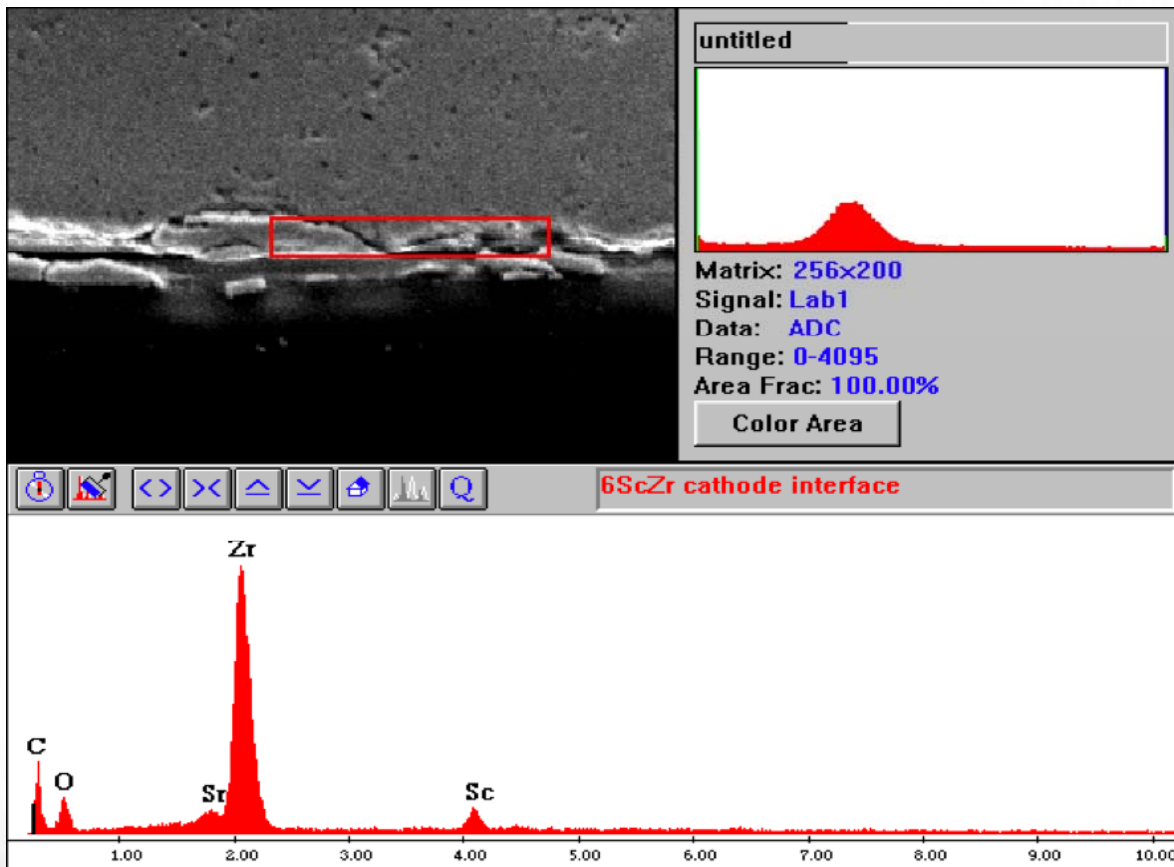 untitled
Matrix: 256x200
Signal: Lab1
Data: ADC
Range: 0-4095
Area Frac: 100.00%
Color Area
Q
6ScZr cathode interface
Zr
C
O
Sr
Sc
1.00 2.00 3.00 4.00 5.00 6.00 7.00 8.00 9.00 10.00